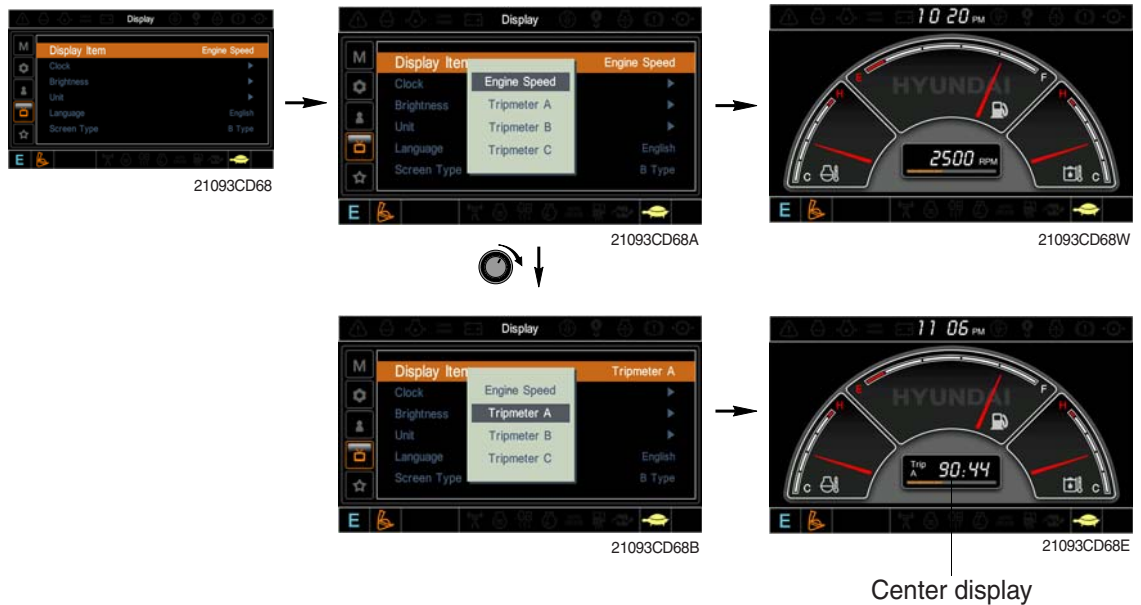 Display
M
Display Item Engine Speed
Clock
Brightness
Unit
Language English
Screen Type B Type
E
21093CD68
Display
M
Display Item Engine Speed
Clock
Brightness
Unit
Language English
Screen Type B Type
Engine Speed
Tripmeter A
Tripmeter B
Tripmeter C
E
21093CD68A
10 20 PM
HYUNDAI
E F
H H
C C
2500 RPM
E
21093CD68W
Display
M
Display Item Tripmeter A
Clock
Brightness
Unit
Language English
Screen Type B Type
Engine Speed
Tripmeter A
Tripmeter B
Tripmeter C
E
21093CD68B
11 06 PM
HYUNDAI
E F
H H
C C
Trip A 90:44
E
21093CD68E
Center display